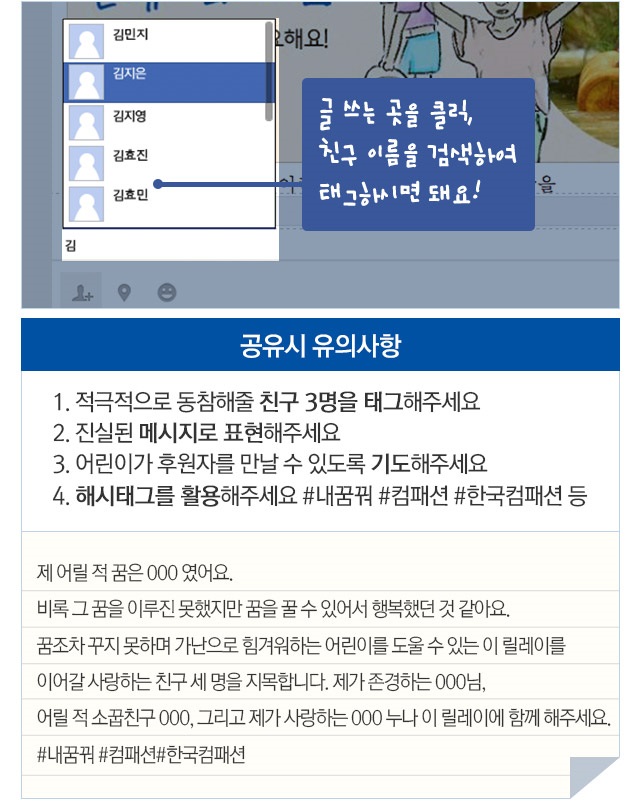 김민지
요해요!
김지은
김지영
김효진
김효민
김
글 쓰는 곳을 클릭,
친구 이름을 검색하여
태그하시면 돼요!
을
공유시 유의사항
1. 적극적으로 동참해줄 친구 3명을 태그해주세요
2. 진실된 메시지로 표현해주세요
3. 어린이가 후원자를 만날 수 있도록 기도해주세요
4. 해시태그를 활용해주세요 #내꿈꿔 #컴패션 #한국컴패션 등
제 어릴 적 꿈은 000 였어요.
비록 그 꿈을 이루진 못했지만 꿈을 꿀 수 있어서 행복했던 것 같아요.
꿈조차 꾸지 못하며 가난으로 힘겨워하는 어린이를 도울 수 있는 이 릴레이를
이어갈 사랑하는 친구 세 명을 지목합니다. 제가 존경하는 000님,
어릴 적 소꿉친구 000, 그리고 제가 사랑하는 000 누나 이 릴레이에 함께 해주세요.
#내꿈꿔 #컴패션#한국컴패션